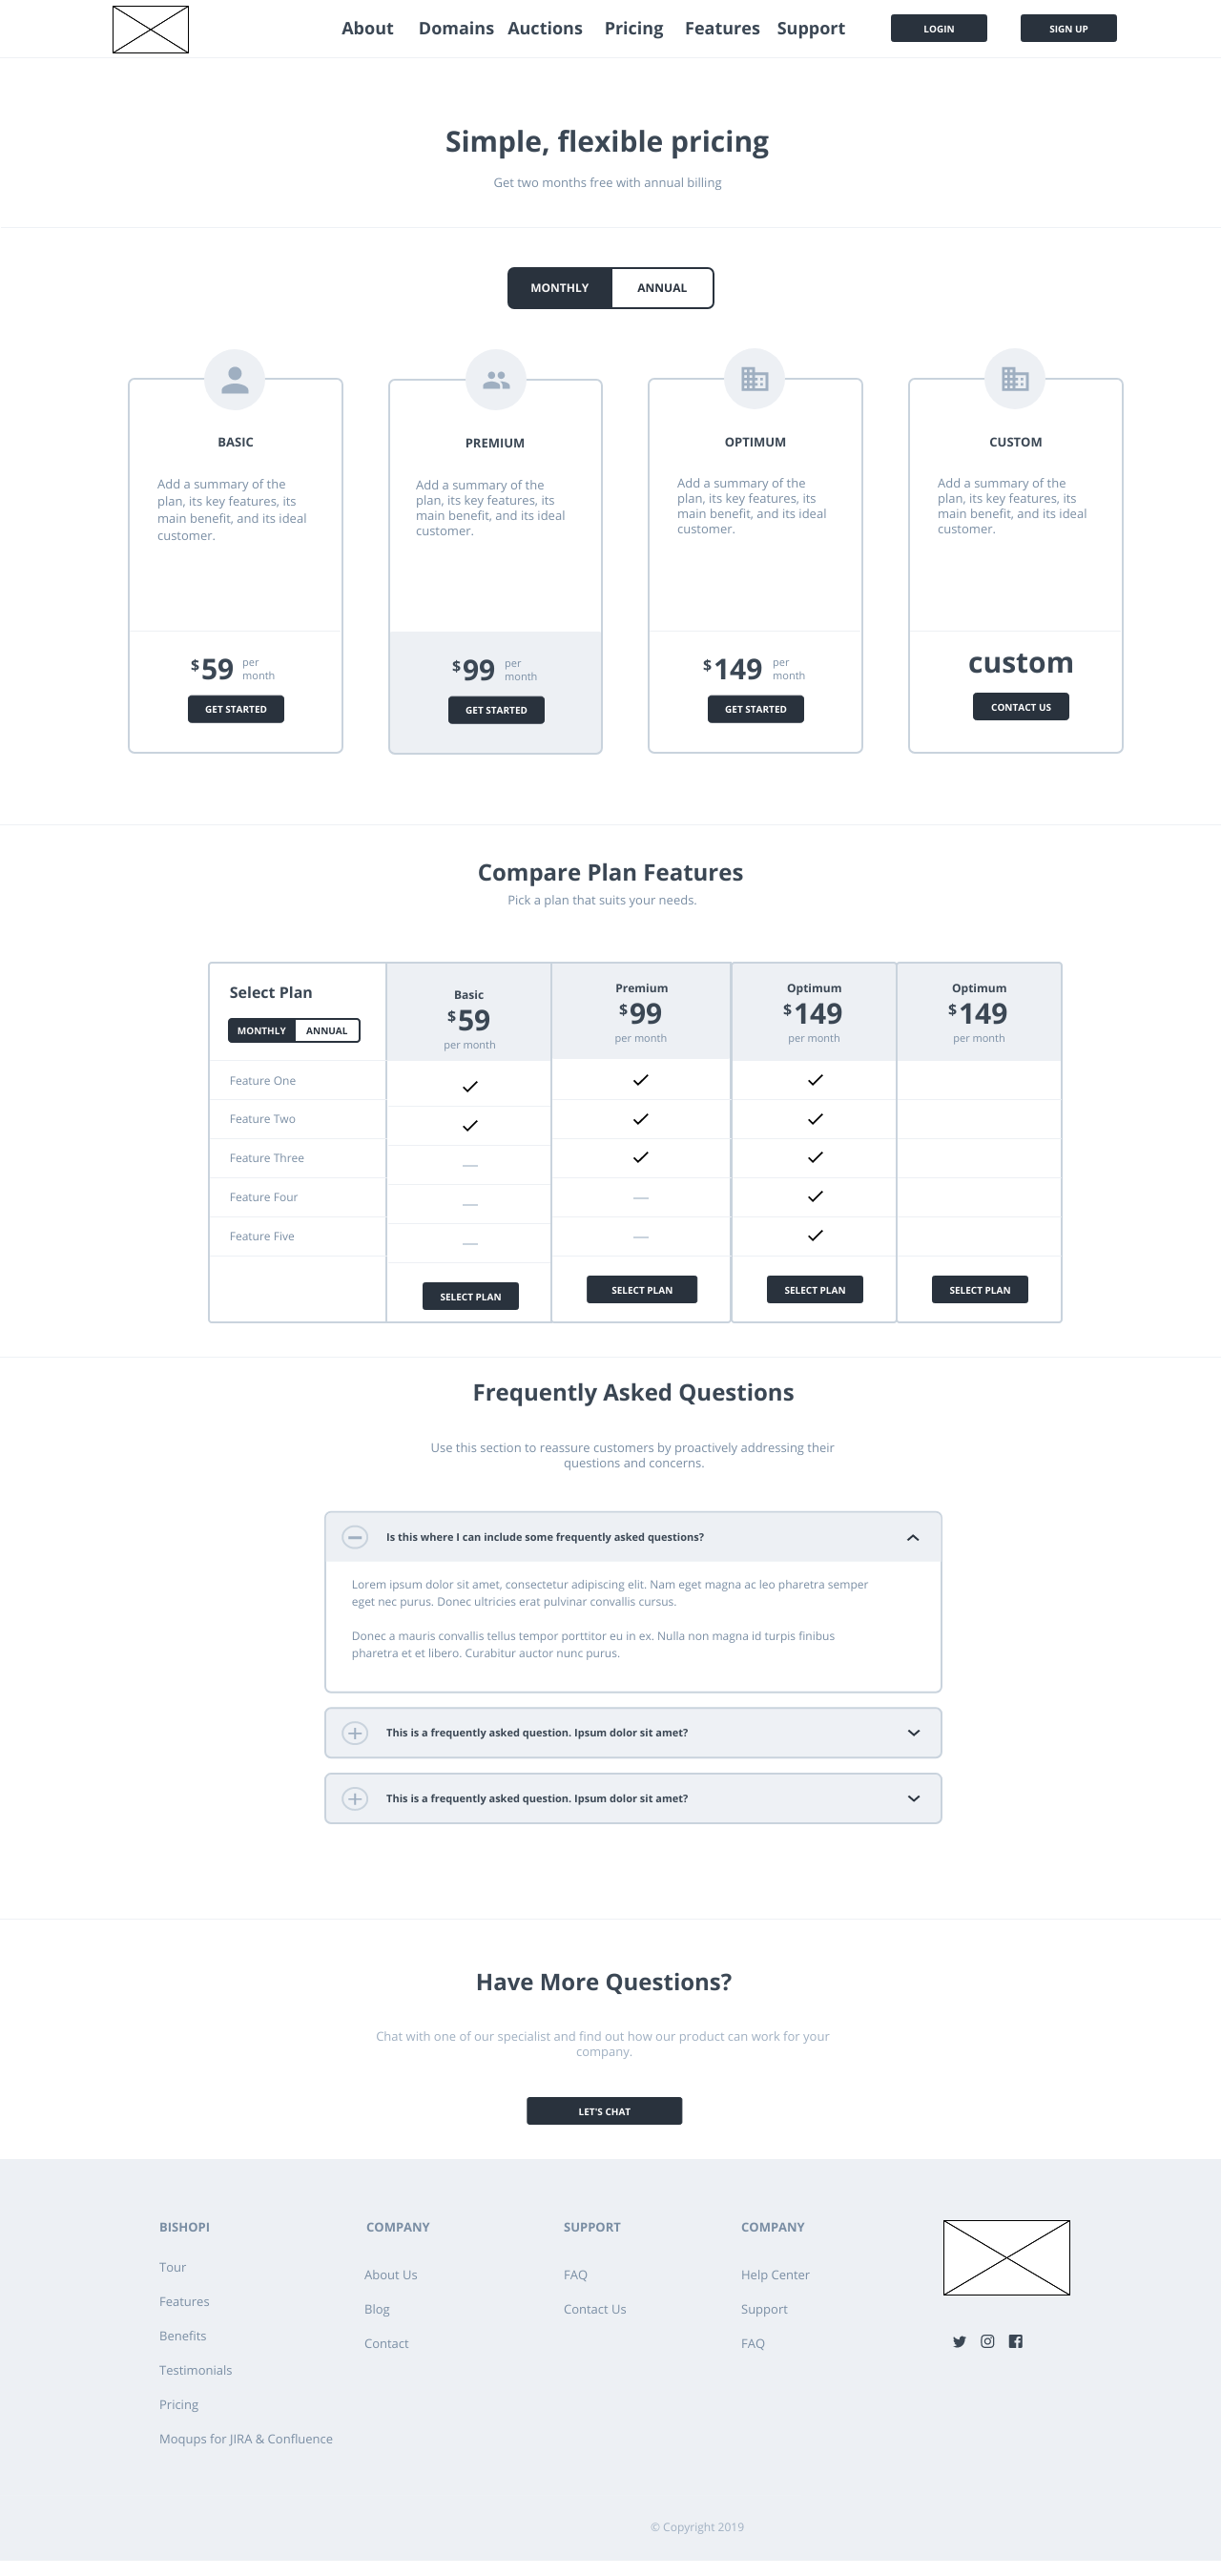 About Domains Auctions Pricing Features Support LOGIN SIGN UP
Simple, flexible pricing
Get two months free with annual billing
MONTHLY ANNUAL
BASIC
Add a summary of the
plan, its key features, its
main benefit, and its ideal
customer.
$59 per
month
GET STARTED
PREMIUM
Add a summary of the
plan, its key features, its
main benefit, and its ideal
customer.
$99 per
month
GET STARTED
OPTIMUM
Add a summary of the
plan, its key features, its
main benefit, and its ideal
customer.
$149 per
month
GET STARTED
CUSTOM
Add a summary of the
plan, its key features, its
main benefit, and its ideal
customer.
custom
CONTACT US
Compare Plan Features
Pick a plan that suits your needs.
Select Plan
MONTHLY ANNUAL
Basic
$59
per month
Premium
$99
per month
Optimum
$149
per month
Optimum
$149
per month
Feature One
Feature Two
Feature Three
Feature Four
Feature Five
SELECT PLAN SELECT PLAN SELECT PLAN SELECT PLAN
Frequently Asked Questions
Use this section to reassure customers by proactively addressing their
questions and concerns.
Is this where I can include some frequently asked questions?
Lorem ipsum dolor sit amet, consectetur adipiscing elit. Nam eget magna ac leo pharetra semper
eget nec purus. Donec ultricies erat pulvinar convallis cursus.
Donec a mauris convallis tellus tempor porttitor eu in ex. Nulla non magna id turpis finibus
pharetra et et libero. Curabitur auctor nunc purus.
This is a frequently asked question. Ipsum dolor sit amet?
This is a frequently asked question. Ipsum dolor sit amet?
Have More Questions?
Chat with one of our specialist and find out how our product can work for your
company.
LET'S CHAT
BISHOPI
Tour
Features
Benefits
Testimonials
Pricing
Moqups for JIRA & Confluence
COMPANY
About Us
Blog
Contact
SUPPORT
FAQ
Contact Us
COMPANY
Help Center
Support
FAQ
© Copyright 2019